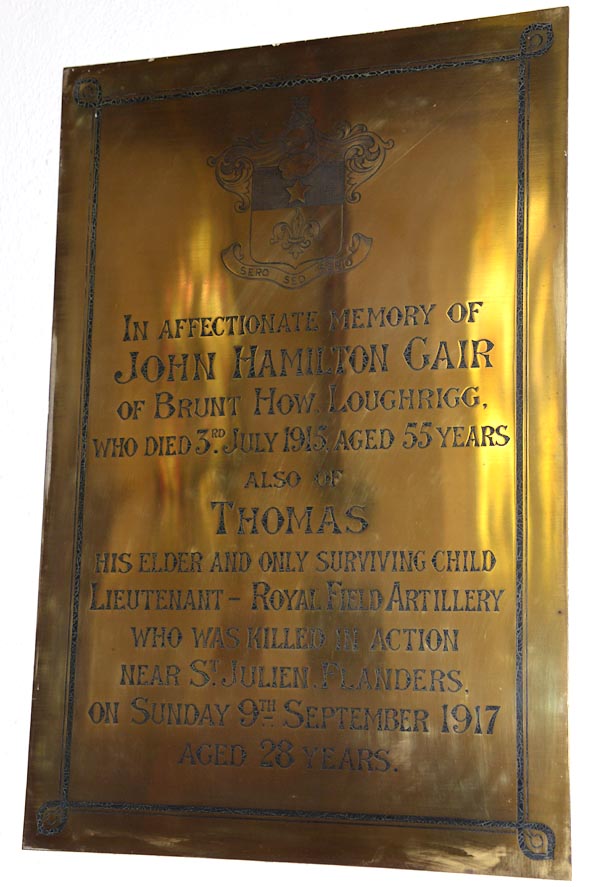 SERO SED SERIO
IN AFFECTIONATE MEMORY OF
JOHN HAMILTON GAIR
OF BRUNT HOW, LOUGHRIGG,
WHO DIED 3RD JULY 1915, AGED 55 YEARS
ALSO OF
THOMAS
HIS ELDER AND ONLY SURVIVING CHILD
LIEUTENANT – ROYAL FIELD ARTILLERY
WHO WAS KILLED IN ACTION
NEAR ST JULIEN, FLANDERS,
ON SUNDAY 9TH SEPTEMBER 1917
AGED 28 YEARS.